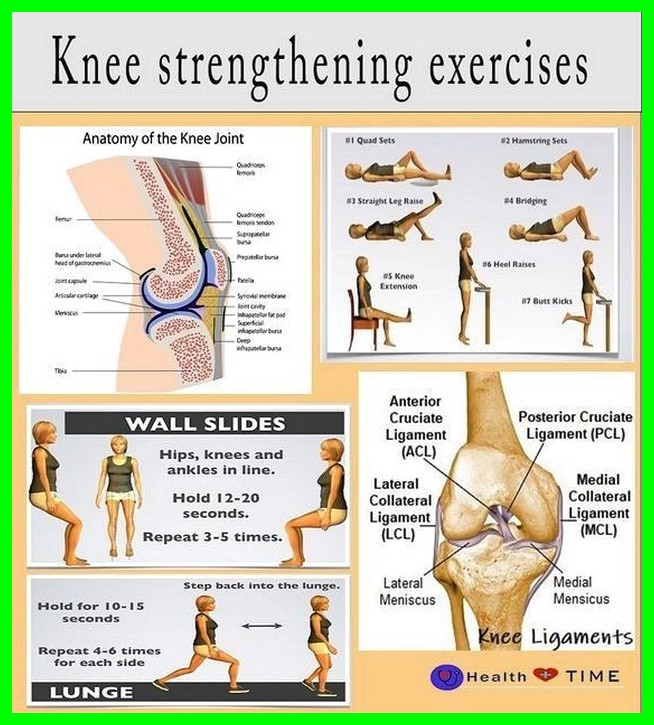 Knee strengthening exercises
Anatomy of the Knee Joint
Quadriceps
femoris
Femur
Quadriceps
femoris tendon
Suprapatellar
bursa
Bursa under lateral
head of gastrocnemius
Prepatellar bursa
Joint capsule
Patella
Articular cartilage
Synovial membrane
Meniscus
Joint cavity
Infrapatellar fat pad
Superficial
infrapatellar bursa
Deep
infrapatellar bursa
Tibia
#1 Quad Sets
#2 Hamstring Sets
#3 Straight Leg Raise
#4 Bridging
#5 Knee
Extension
#6 Heel Raises
#7 Butt Kicks
WALL SLIDES
Hips, knees and
ankles in line.
Hold 12-20
seconds.
Repeat 3-5 times.
Step back into the lunge.
Hold for 10-15
seconds
Repeat 4-6 times
for each side
LUNGE
Anterior
Cruciate
Ligament
(ACL)
Posterior Cruciate
Ligament (PCL)
Lateral
Collateral
Ligament
(LCL)
Medial
Collateral
Ligament
(MCL)
Lateral
Meniscus
Medial
Mensicus
Knee Ligaments
Health TIME